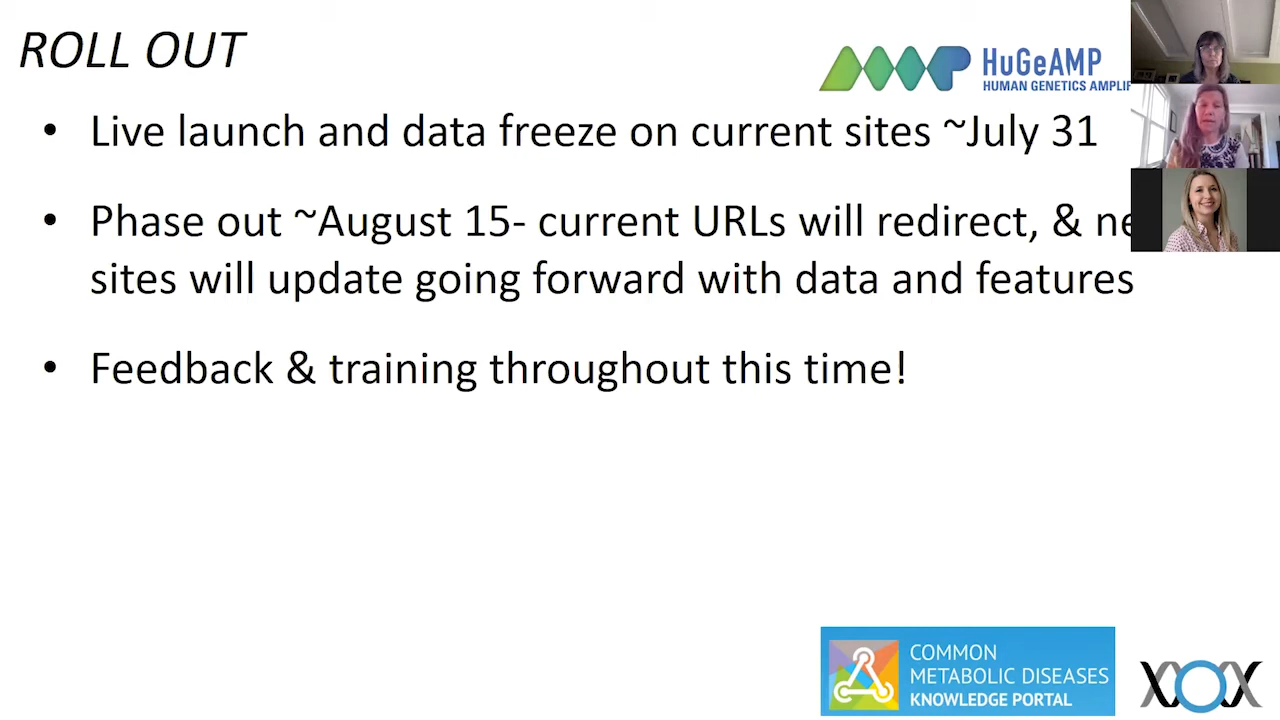 ROLL OUT
HuGeAMP
HUMAN GENETICS
• Live launch and data freeze on current sites ~July 31
• Phase out ~August 15- current URLs will redirect, &
sites will update going forward with data and features
• Feedback & training throughout this time!
COMMON
METABOLIC DISEASES
KNOWLEDGE PORTAL